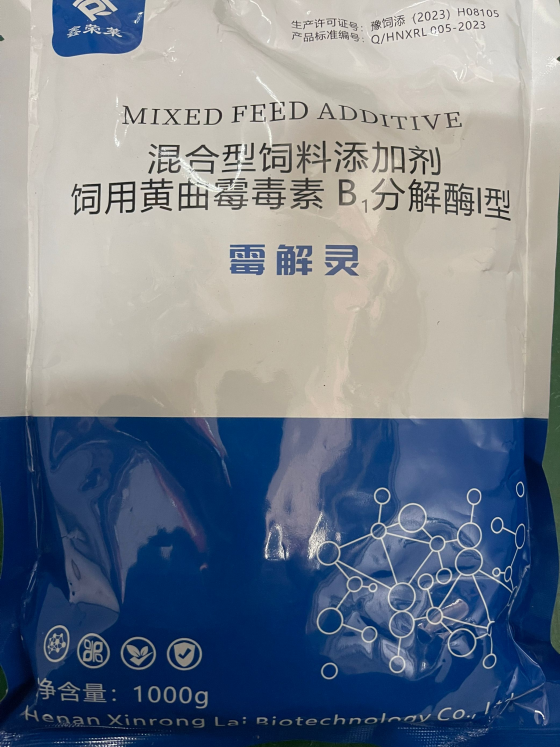 鑫荣莱
生产许可证号：豫饲添（2023）H08105
产品标准编号：Q/HNXRL 005-2023
MIXED FEED ADDITIVE
混合型饲料添加剂
饲用黄曲霉毒素 B₁分解酶Ⅰ型
霉解灵
净含量：1000g
Henan Xinrong Lai Biotechnology Co., Ltd